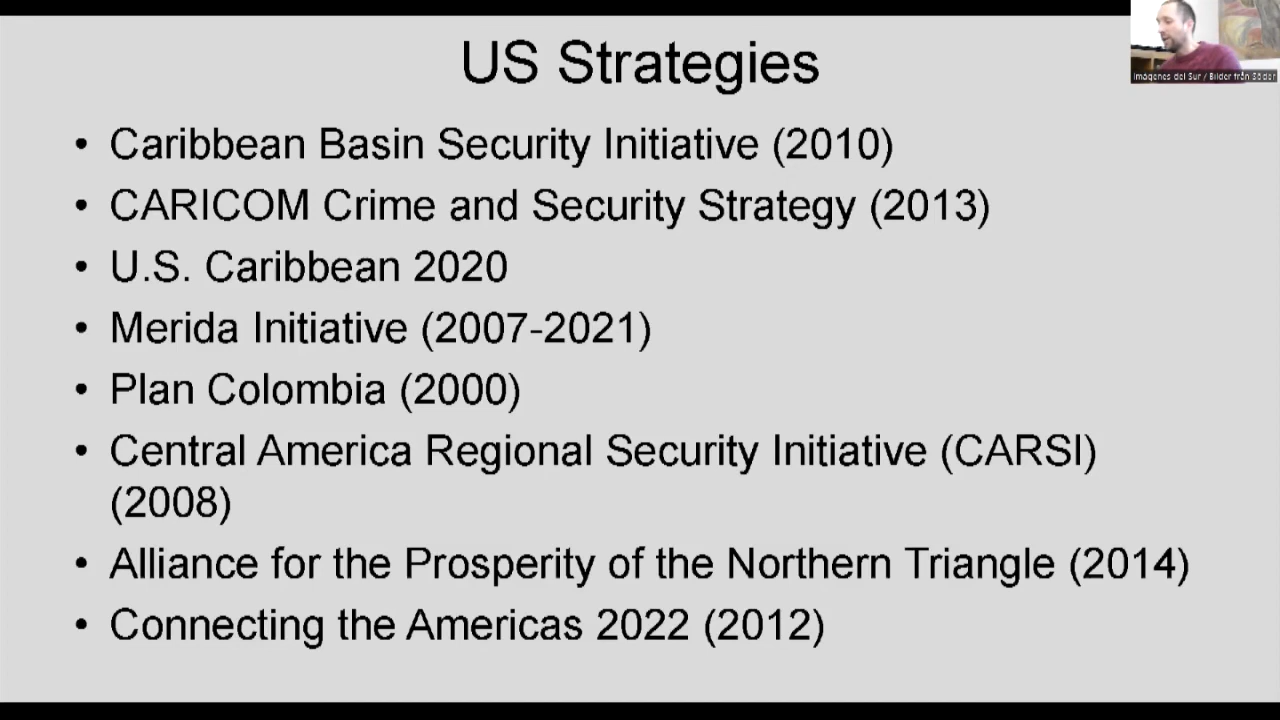 US Strategies
• Caribbean Basin Security Initiative (2010)
• CARICOM Crime and Security Strategy (2013)
• U.S. Caribbean 2020
• Merida Initiative (2007-2021)
• Plan Colombia (2000)
• Central America Regional Security Initiative (CARSI)
(2008)
• Alliance for the Prosperity of the Northern Triangle (2014)
• Connecting the Americas 2022 (2012)
Imágenes del Sur / Bilder från Söder